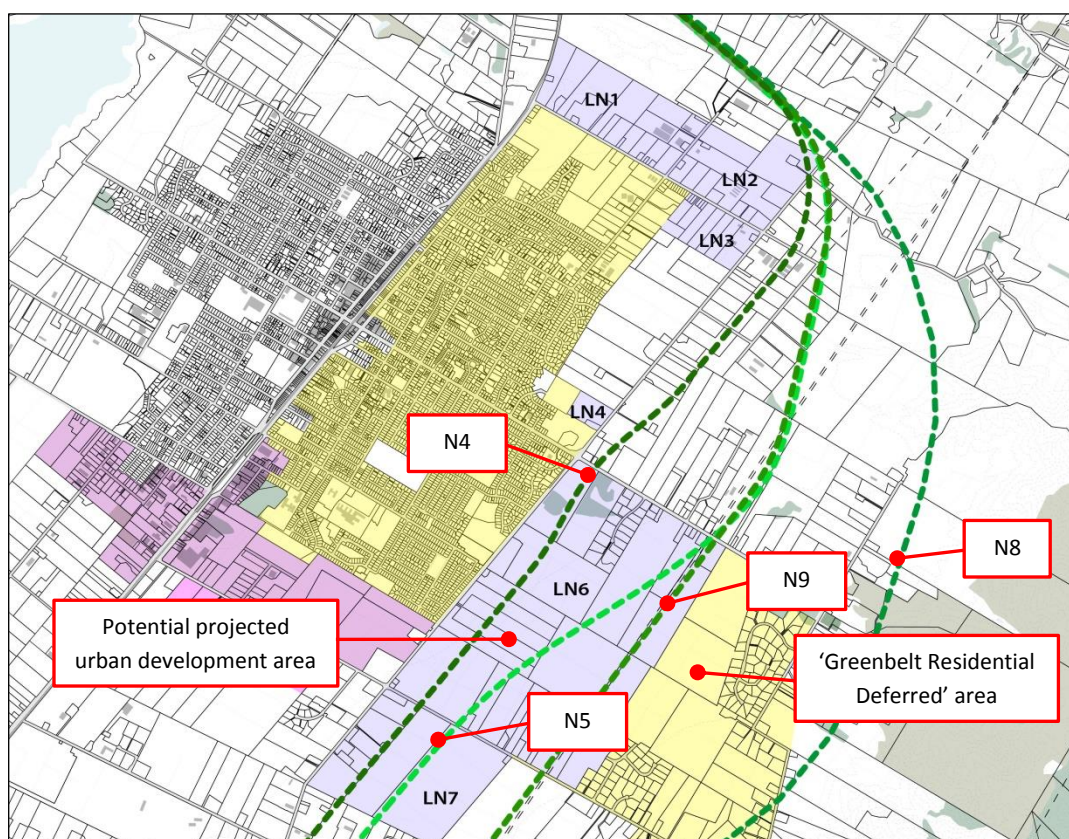 LN1
LN2
LN3
LN4
N4
N8
LN6
N9
Potential projected
urban development area
'Greenbelt Residential
Deferred' area
N5
LN7